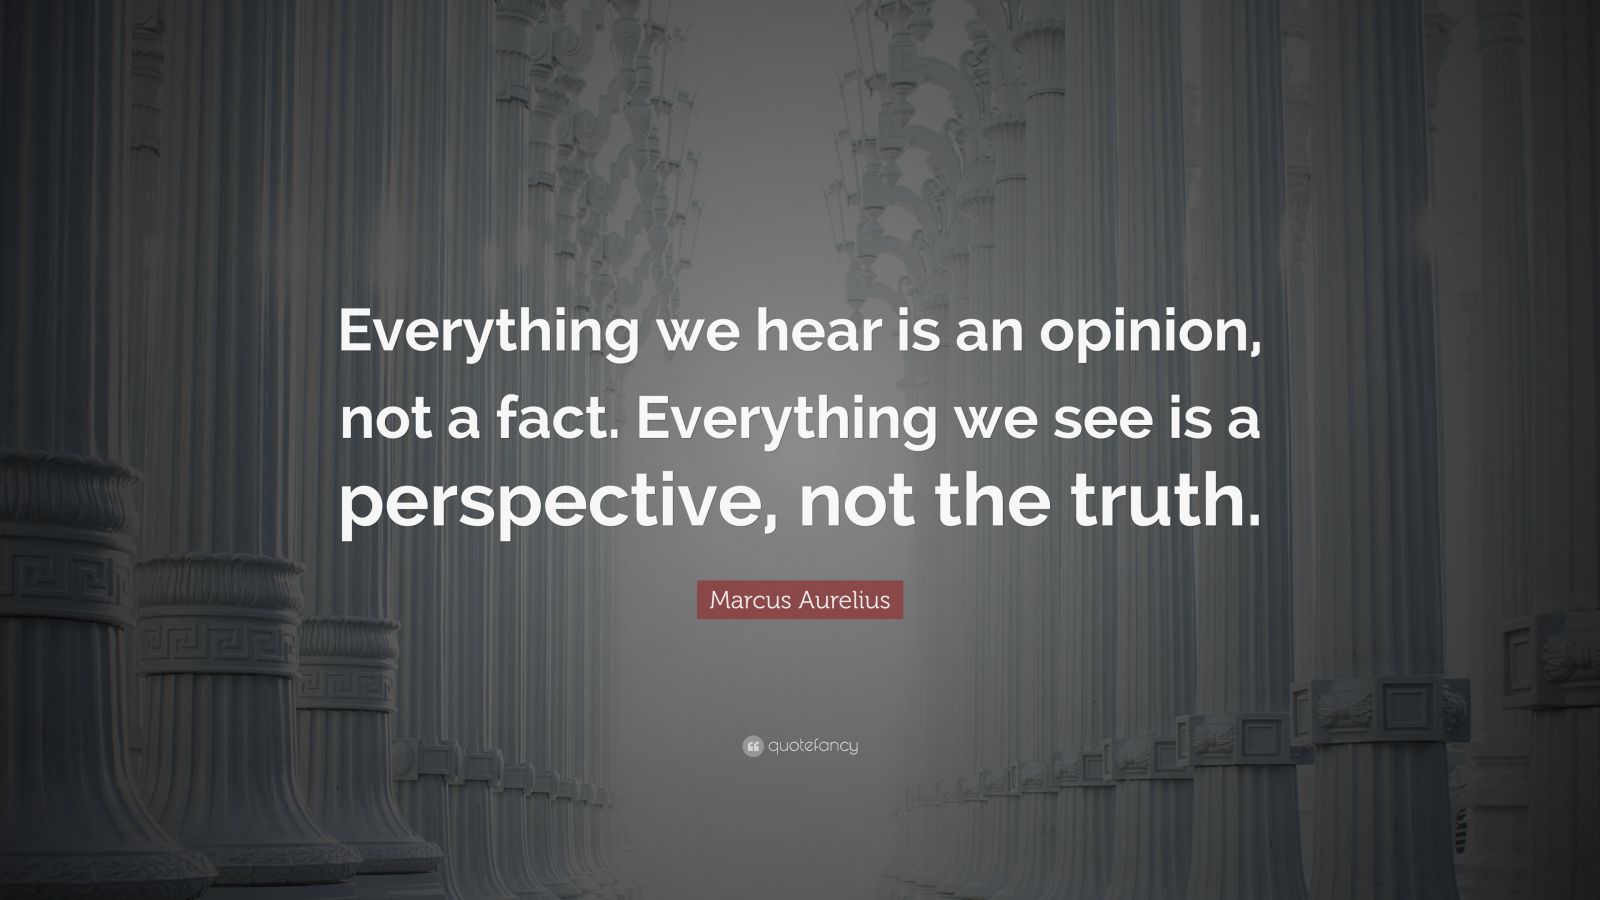 Everything we hear is an opinion,
not a fact. Everything we see is a
perspective, not the truth.
Marcus Aurelius
quotefancy